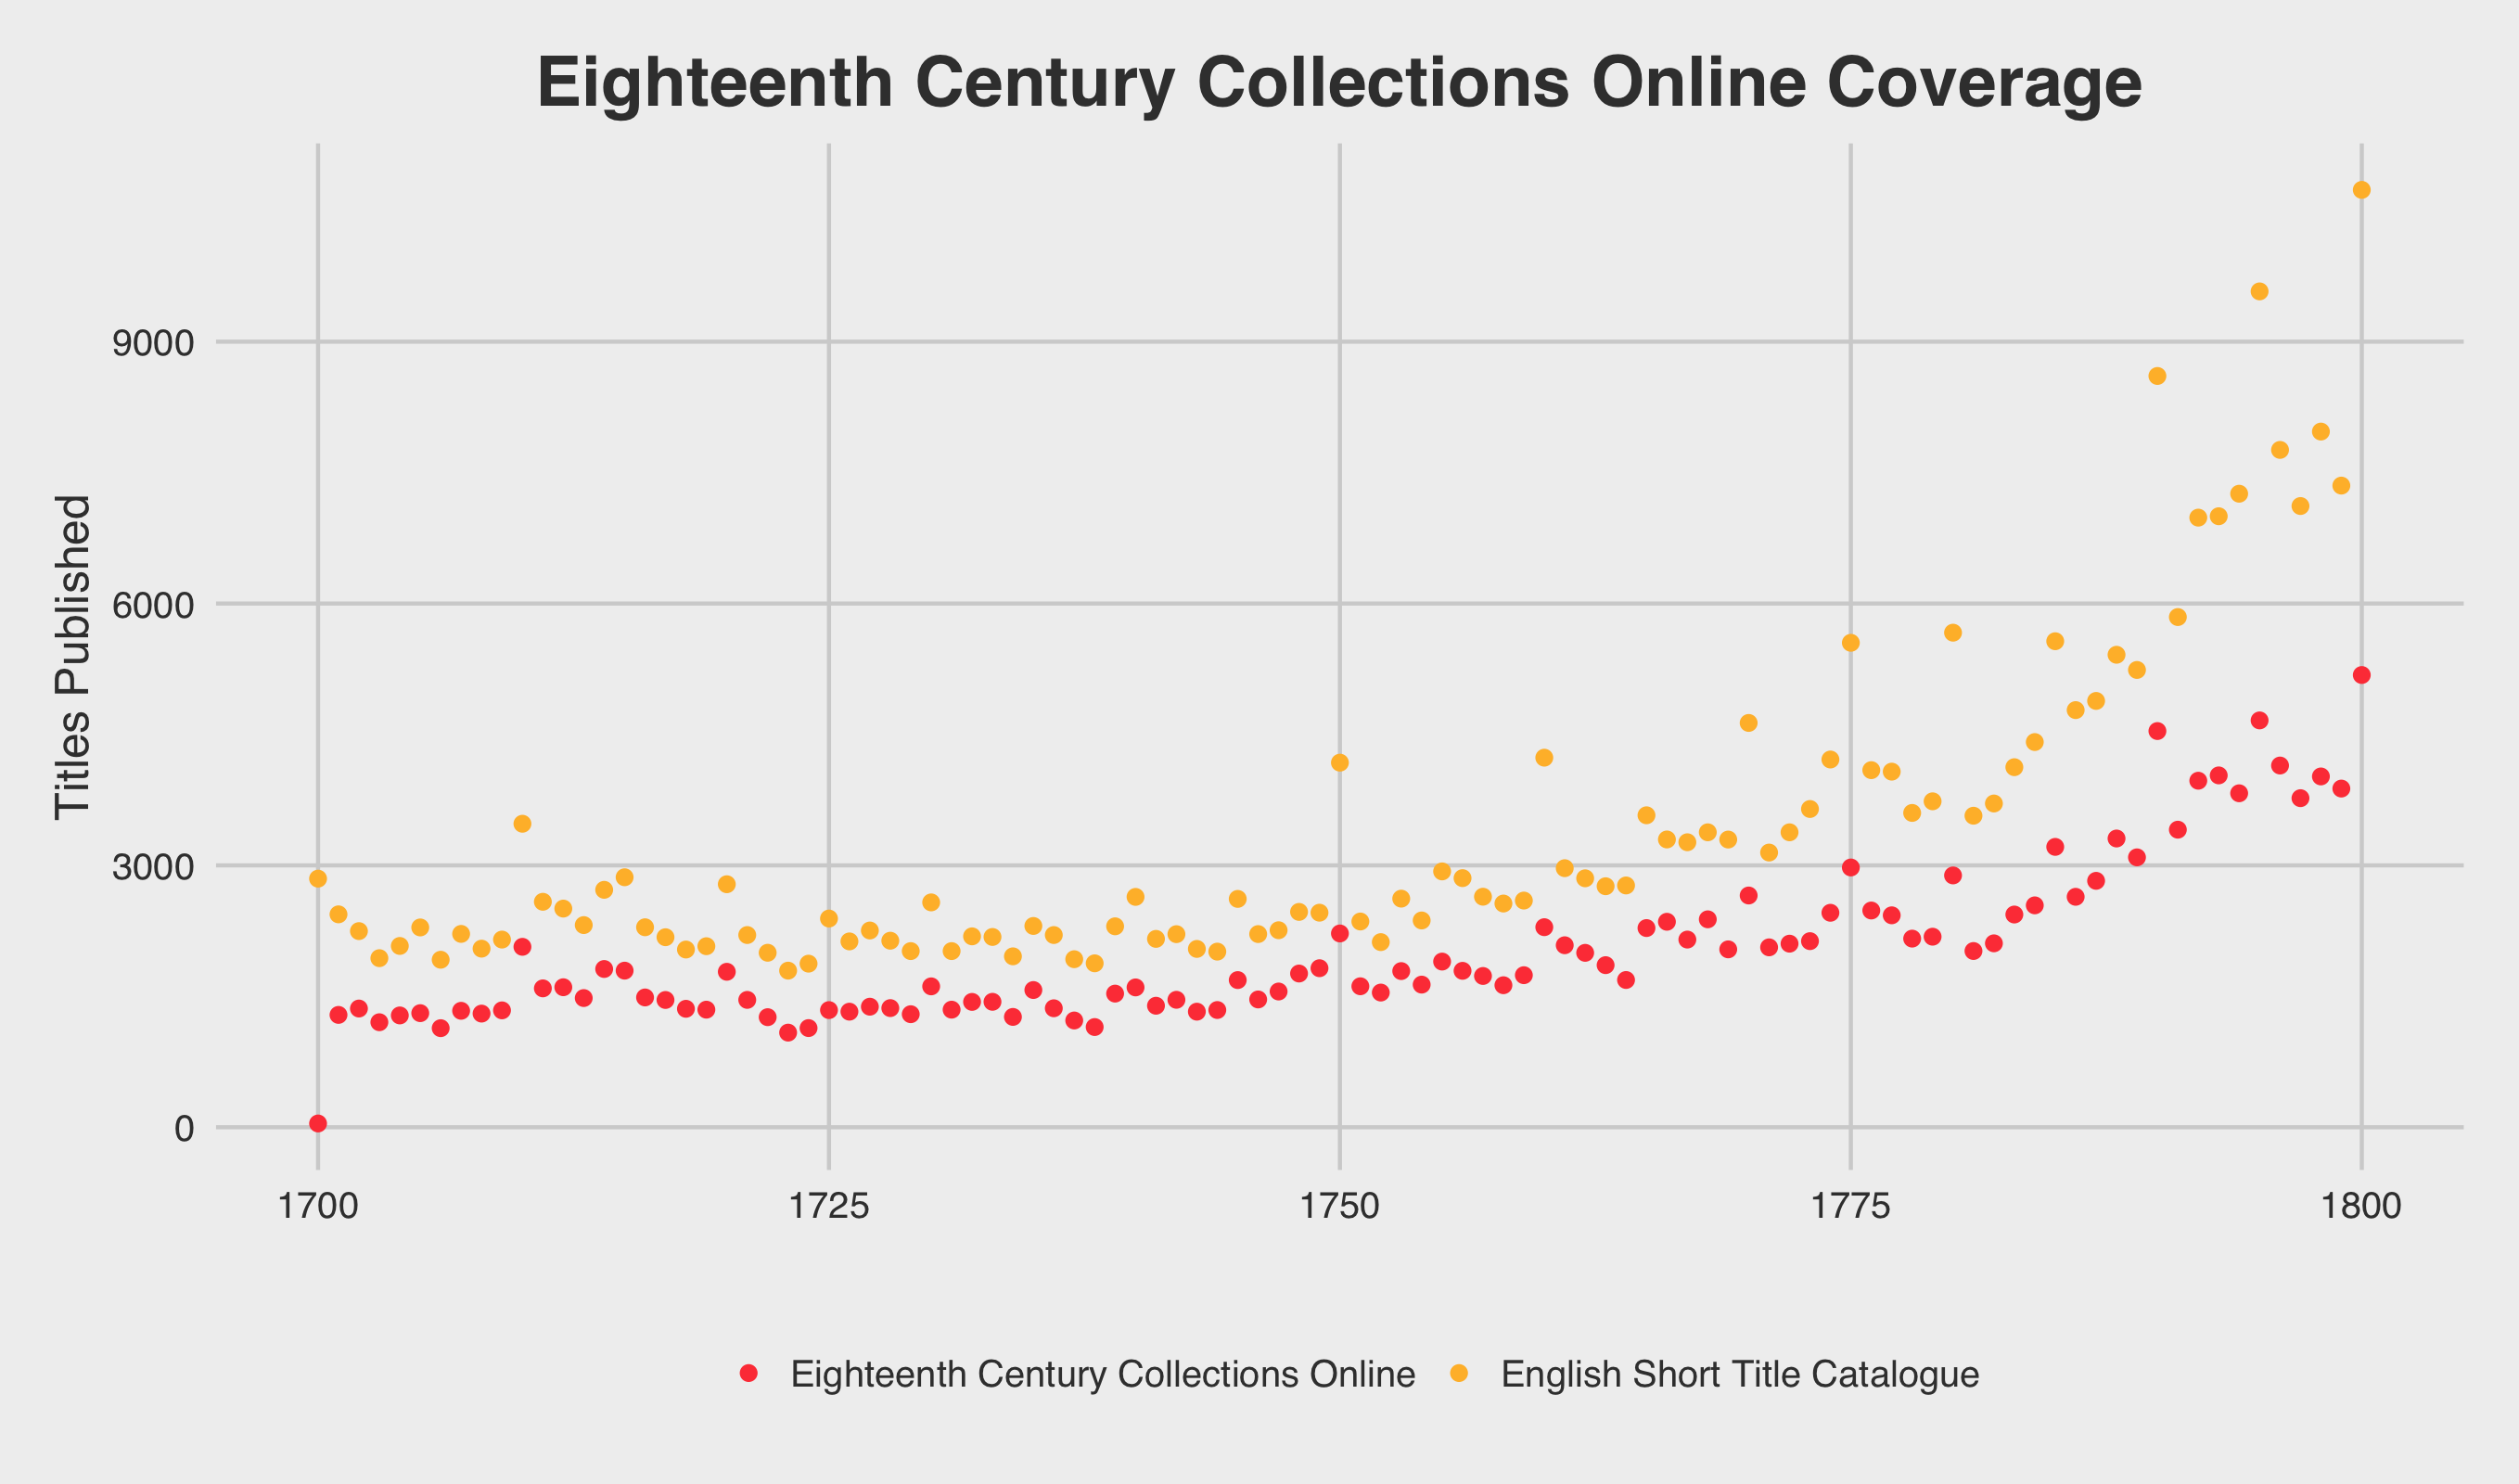 Eighteenth Century Collections Online Coverage
Titles Published
9000
6000
3000
0
1700 1725 1750 1775 1800
Eighteenth Century Collections Online English Short Title Catalogue